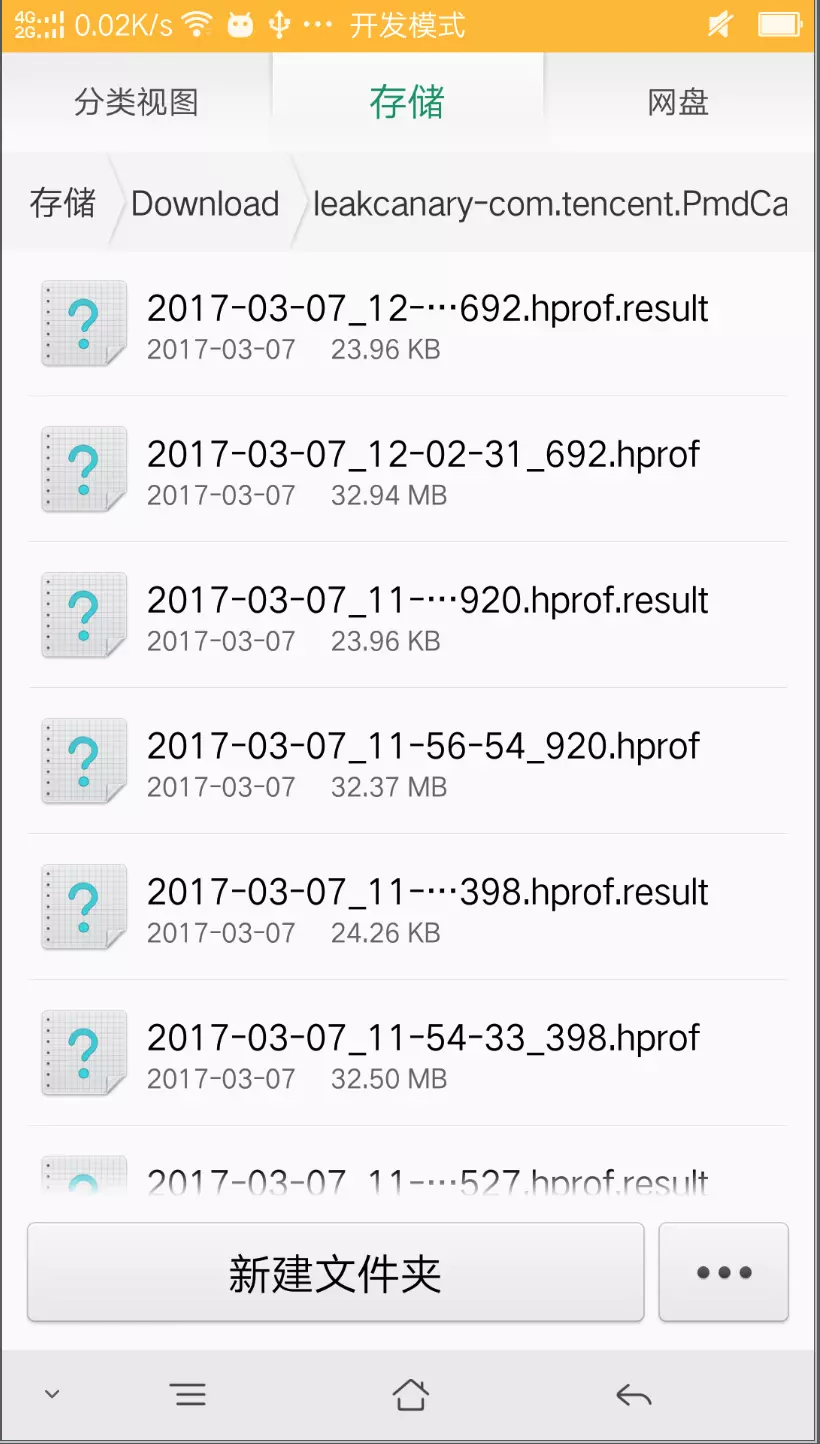 4G 2G 0.02K/s ··· 开发模式
分类视图 存储 网盘
存储 Download leakcanary-com.tencent.PmdCa
2017-03-07_12-···692.hprof.result
2017-03-07 23.96 KB
2017-03-07_12-02-31_692.hprof
2017-03-07 32.94 MB
2017-03-07_11-···920.hprof.result
2017-03-07 23.96 KB
2017-03-07_11-56-54_920.hprof
2017-03-07 32.37 MB
2017-03-07_11-···398.hprof.result
2017-03-07 24.26 KB
2017-03-07_11-54-33_398.hprof
2017-03-07 32.50 MB
2017-03-07_11-···527.hprof.result
新建文件夹